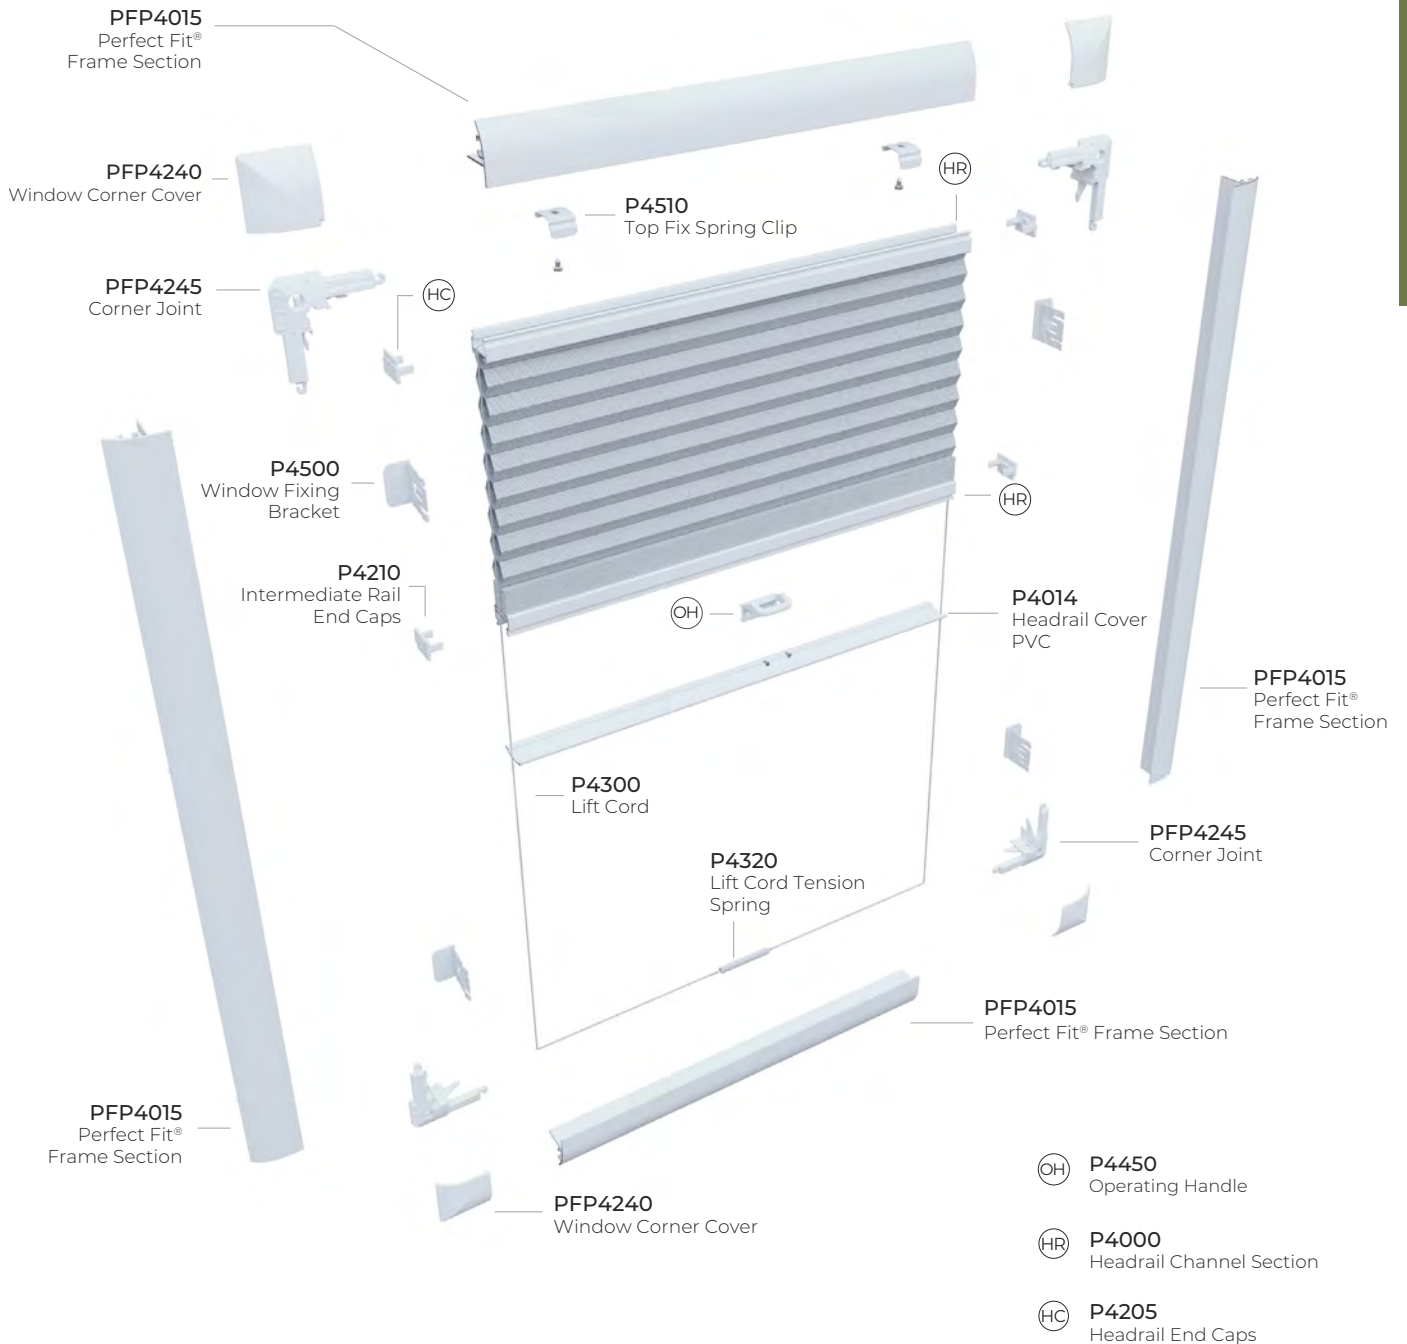 PFP4015
Perfect Fit®
Frame Section
PFP4240
Window Corner Cover
P4510
Top Fix Spring Clip
HR
PFP4245
Corner Joint
HC
P4500
Window Fixing
Bracket
HR
P4210
Intermediate Rail
End Caps
OH
P4014
Headrail Cover
PVC
PFP4015
Perfect Fit®
Frame Section
P4300
Lift Cord
PFP4245
Corner Joint
P4320
Lift Cord Tension
Spring
PFP4015
Perfect Fit® Frame Section
PFP4015
Perfect Fit®
Frame Section
PFP4240
Window Corner Cover
OH P4450
Operating Handle
HR P4000
Headrail Channel Section
HC P4205
Headrail End Caps